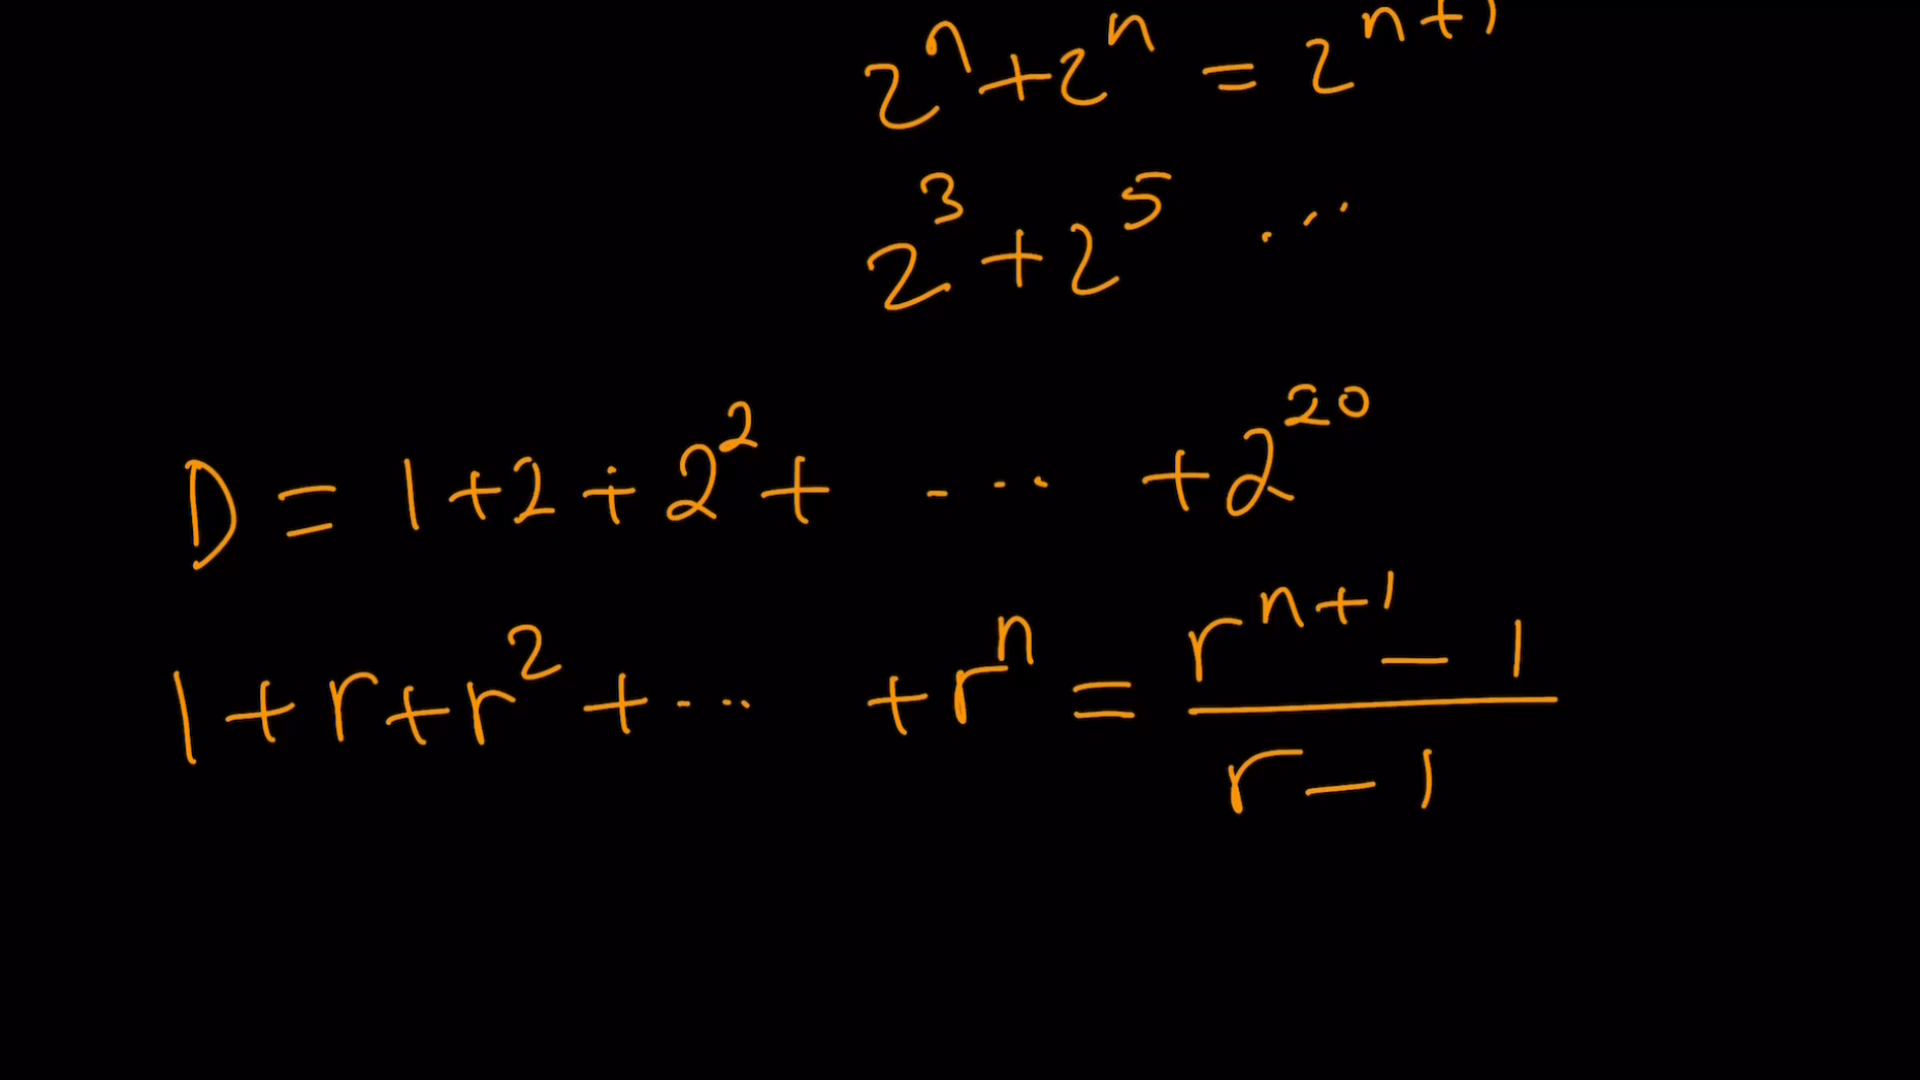 2^n + 2^n = 2^{n+1}
2^3 + 2^5 ...
D = 1 + 2 + 2^2 + ... + 2^{20}
1 + r + r^2 + ... + r^n = \frac{r^{n+1} - 1}{r - 1}